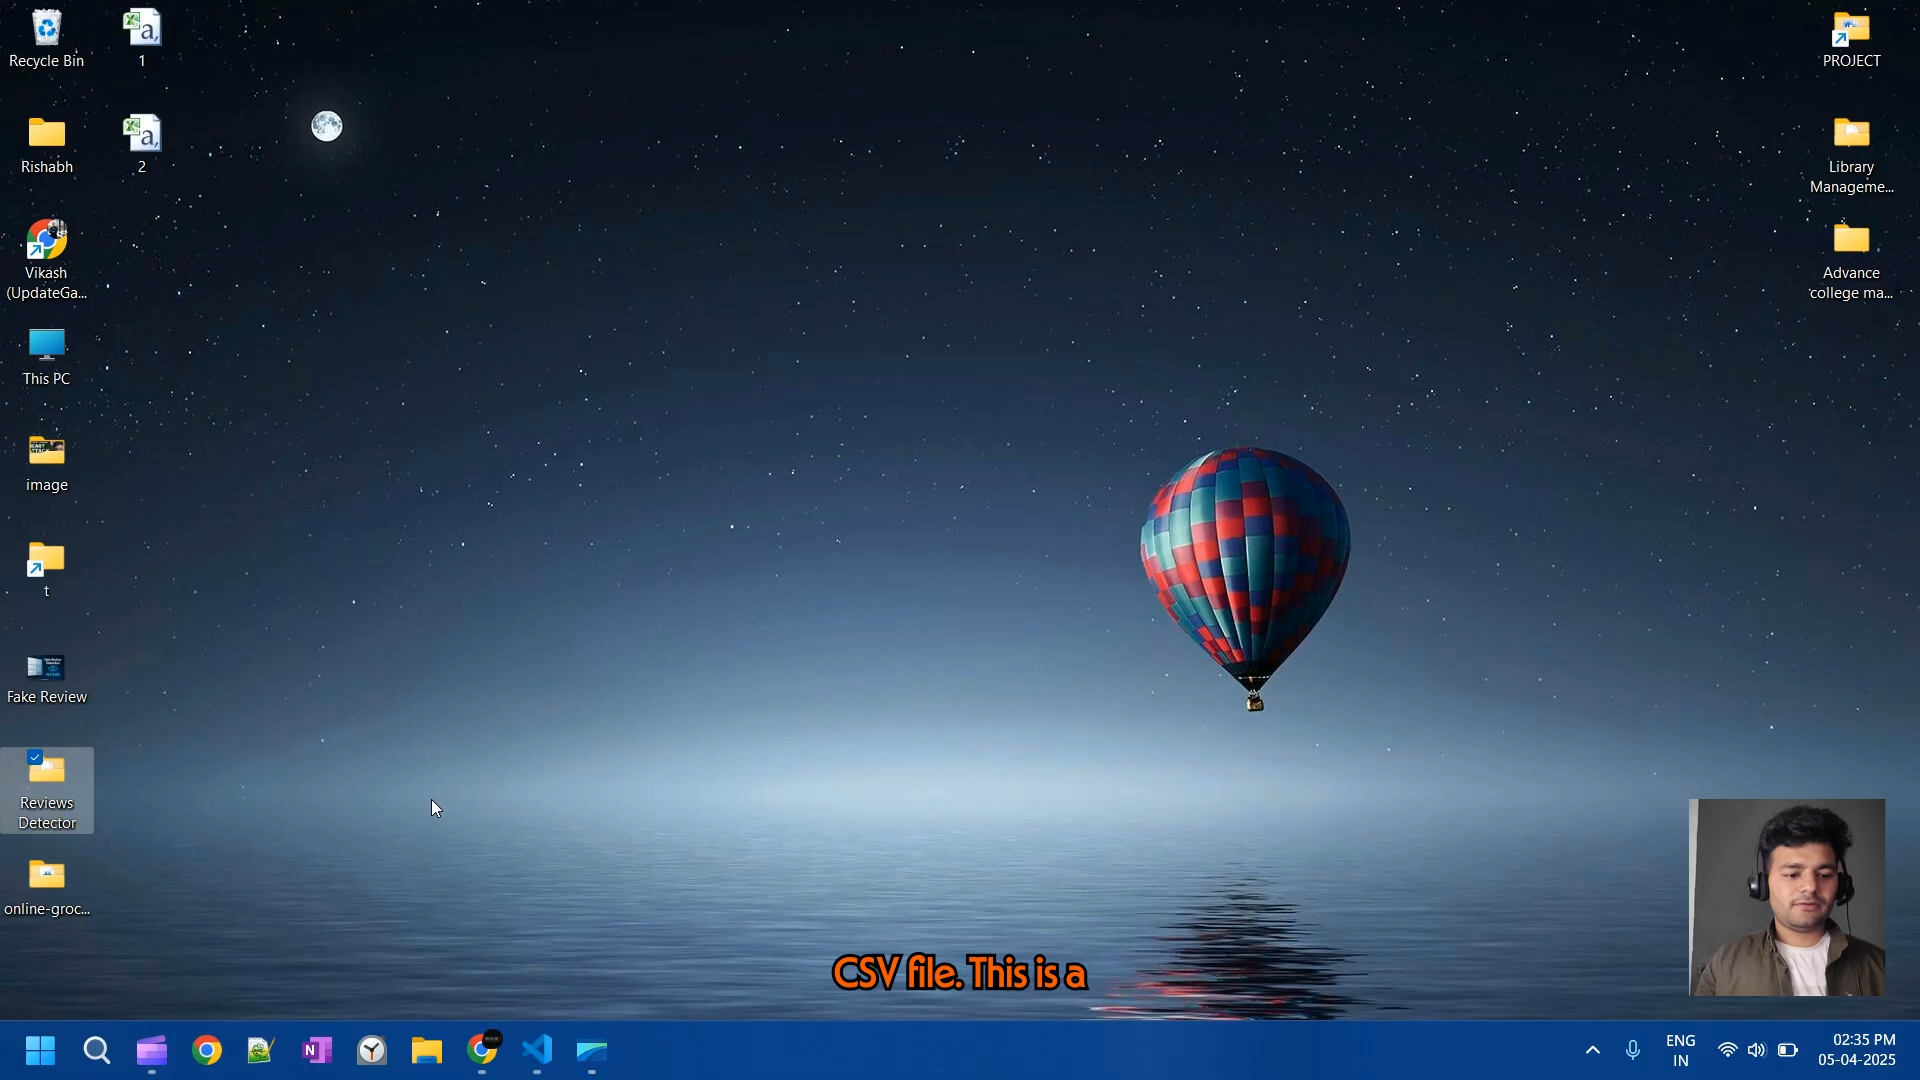 Recycle Bin
1
Rishabh
2
Vikash
(UpdateGa...
This PC
image
t
Fake Review
Reviews
Detector
online-groc...
PROJECT
Library
Manageme...
Advance
college ma...
CSV file. This is a
ENG
IN
02:35 PM
05-04-2025